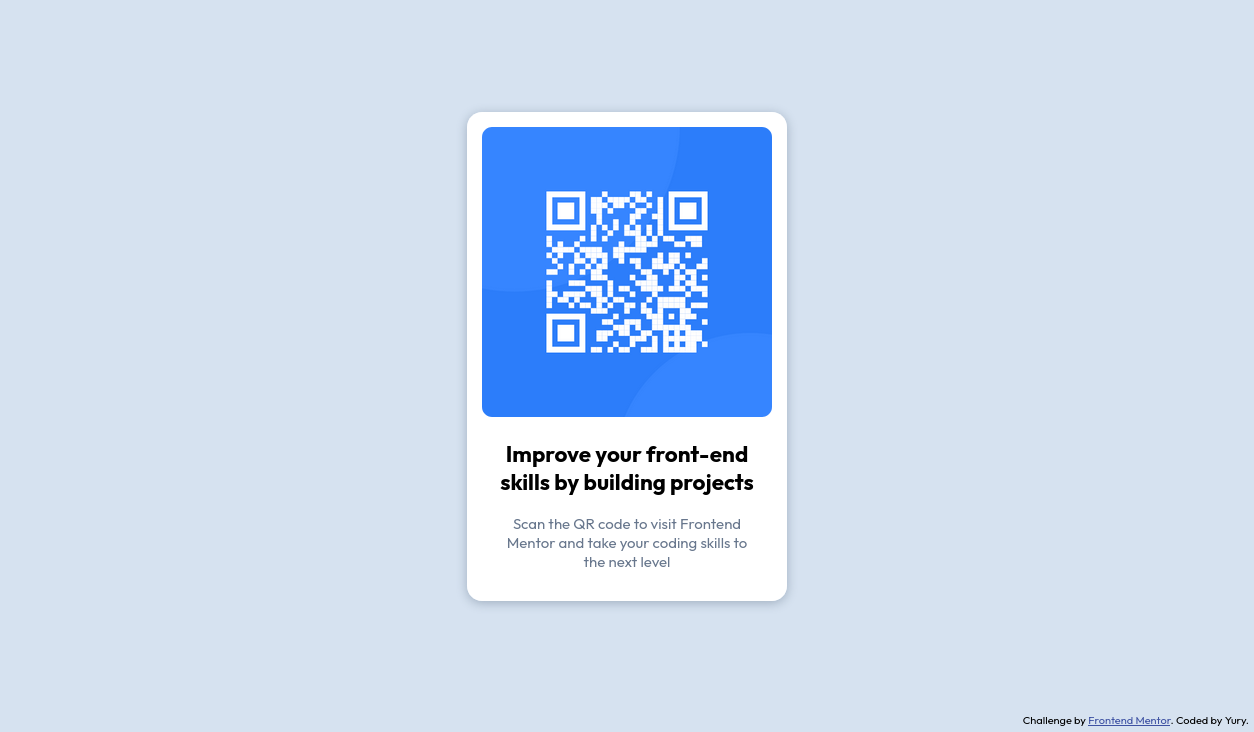 Improve your front-end
skills by building projects
Scan the QR code to visit Frontend
Mentor and take your coding skills to
the next level
Challenge by Frontend Mentor. Coded by Yury.